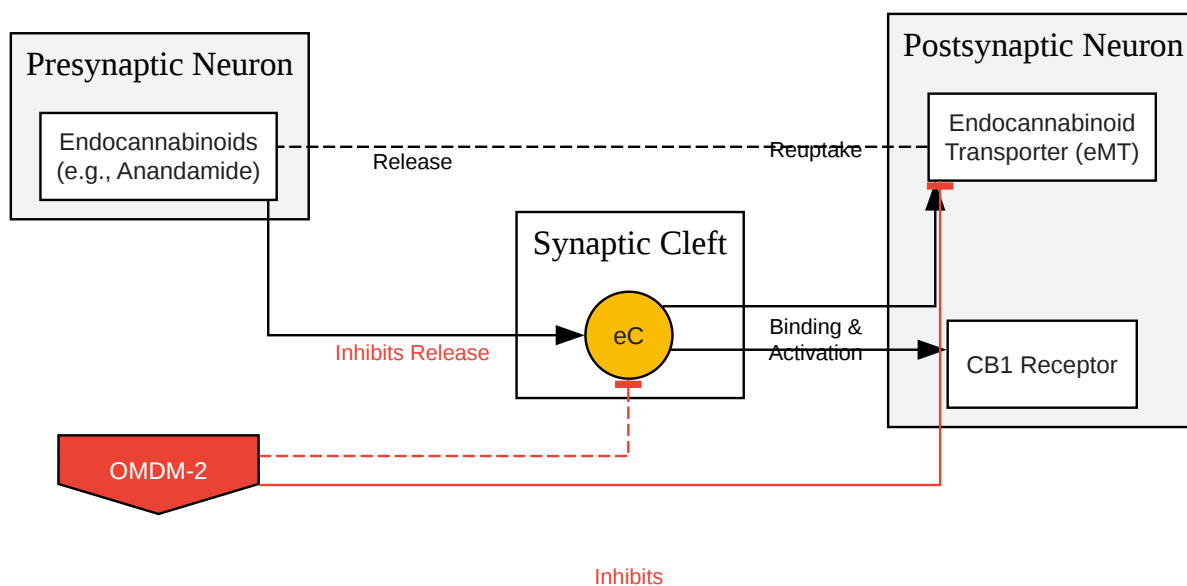 Presynaptic Neuron
Endocannabinoids
(e.g., Anandamide)
Release
Reuptake
Postsynaptic Neuron
Endocannabinoid
Transporter (eMT)
Synaptic Cleft
eC
Inhibits Release
Binding &
Activation
CB1 Receptor
OMDM-2
Inhibits